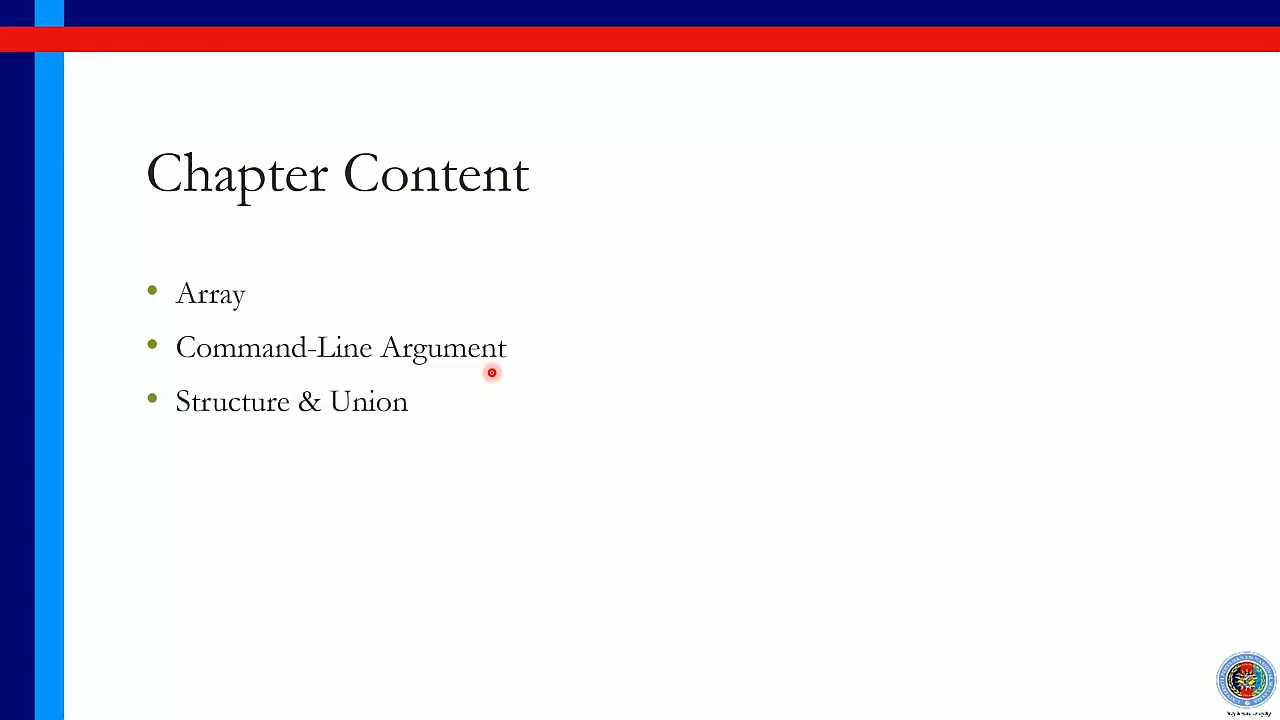 Chapter Content
• Array
• Command-Line Argument
• Structure & Union